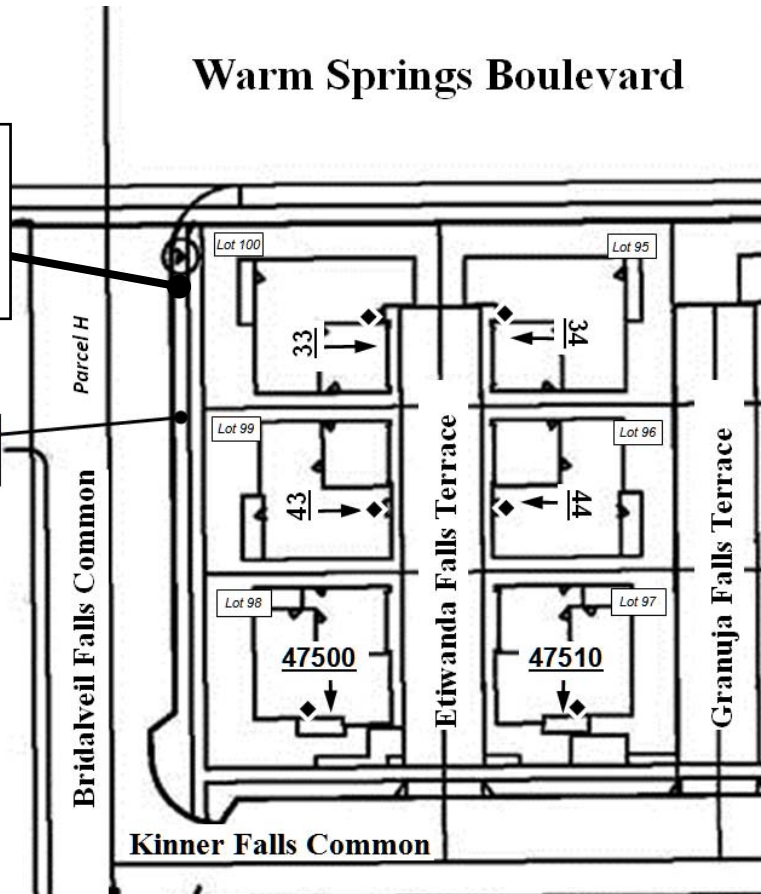 Warm Springs Boulevard
Lot 100
Lot 95
33
34
Parcel H
Lot 99
Lot 96
43
44
Etiwanda Falls Terrace
Granuja Falls Terrace
Bridalveil Falls Common
Lot 98
Lot 97
47500
47510
Kinner Falls Common